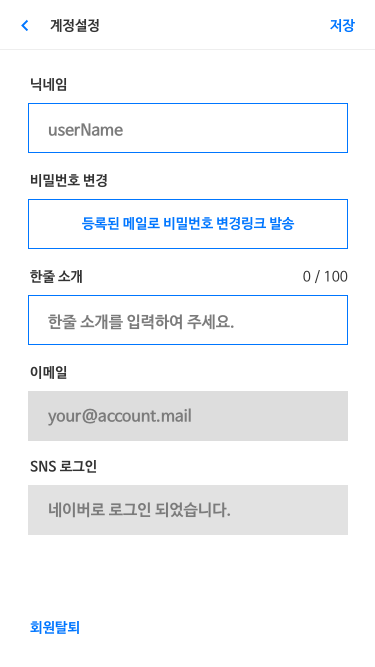 계정설정 저장
닉네임
userName
비밀번호 변경
등록된 메일로 비밀번호 변경링크 발송
한줄 소개 0 / 100
한줄 소개를 입력하여 주세요.
이메일
your@account.mail
SNS 로그인
네이버로 로그인 되었습니다.
회원탈퇴